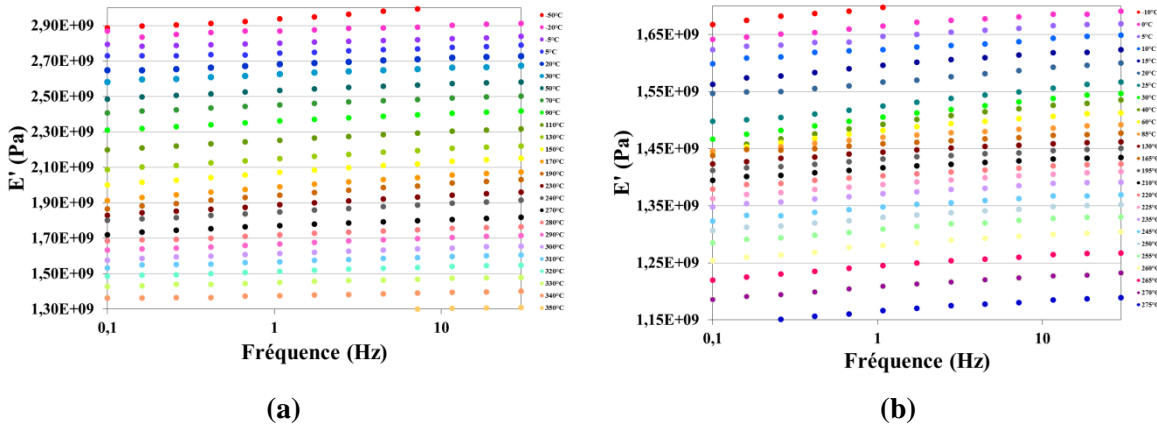 2,90E+09
2,70E+09
2,50E+09
2,30E+09
2,10E+09
1,90E+09
1,70E+09
1,50E+09
1,30E+09
E' (Pa)
0,1
1
10
Fréquence (Hz)
-50°C
-20°C
-5°C
5°C
20°C
30°C
50°C
70°C
90°C
110°C
130°C
150°C
170°C
190°C
230°C
240°C
270°C
280°C
290°C
300°C
310°C
320°C
330°C
340°C
350°C
(a)
1,65E+09
1,55E+09
1,45E+09
1,35E+09
1,25E+09
1,15E+09
E' (Pa)
0,1
1
10
Fréquence (Hz)
-10°C
0°C
5°C
10°C
15°C
20°C
25°C
30°C
40°C
60°C
85°C
130°C
165°C
195°C
210°C
220°C
225°C
235°C
245°C
250°C
255°C
260°C
265°C
270°C
275°C
(b)